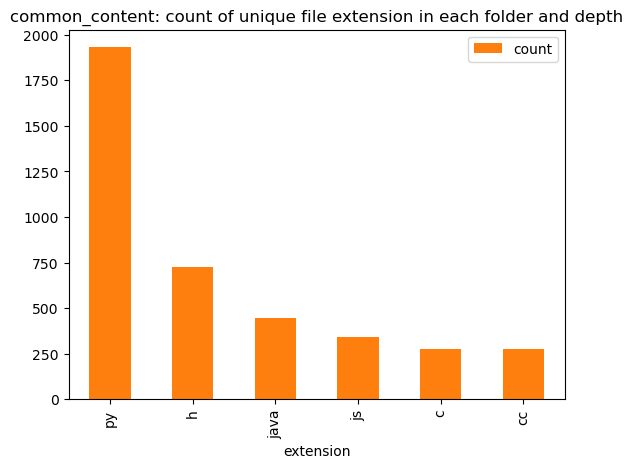 common_content: count of unique file extension in each folder and depth
count
2000
1750
1500
1250
1000
750
500
250
0
py
h
java
js
c
cc
extension